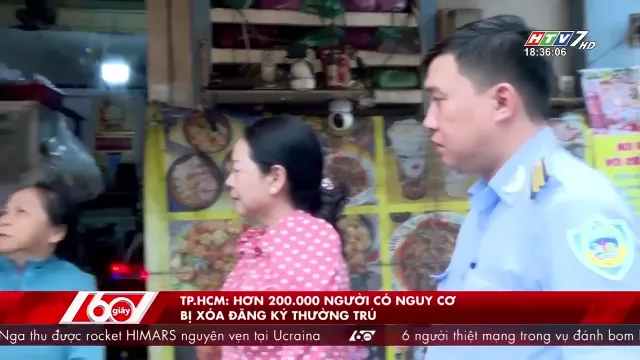 HTV7 HD
18:36:06
TP.HCM: HƠN 200.000 NGƯỜI CÓ NGUY CƠ
BỊ XÓA ĐĂNG KÝ THƯỜNG TRÚ
60 giây
Nga thu được rocket HIMARS nguyên vẹn tại Ucraina
6 người thiệt mạng trong vụ đánh bom